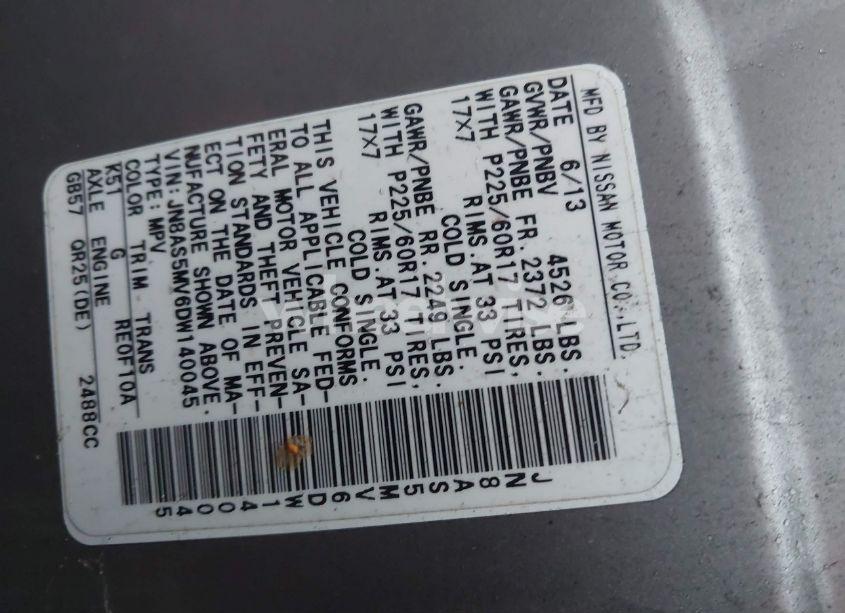 MFD BY NISSAN MOTOR CO., LTD.
DATE 6/13
GVWR/PNBV 4526 LBS.
GAWR/PNBE FR. 2372 LBS.
WITH P225/60R17 TIRES,
17X7 RIMS.AT 33 PSI
COLD SINGLE.
GAWR/PNBE RR. 2249 LBS.
WITH P225/60R17 TIRES,
17X7 RIMS.AT 33 PSI
COLD SINGLE.
THIS VEHICLE CONFORMS
TO ALL APPLICABLE FED-
ERAL MOTOR VEHICLE SA-
FETY AND THEFT PREVEN-
TION STANDARDS IN EFF-
ECT ON THE DATE OF MA-
NUFACTURE SHOWN ABOVE.
VIN: JN8AS5MV6DW140045
TYPE: MPV
COLOR TRIM TRANS
K51 G RE0F10A
AXLE ENGINE
GB57 QR25(DE) 2488CC
JN8AS5MV6DW140045